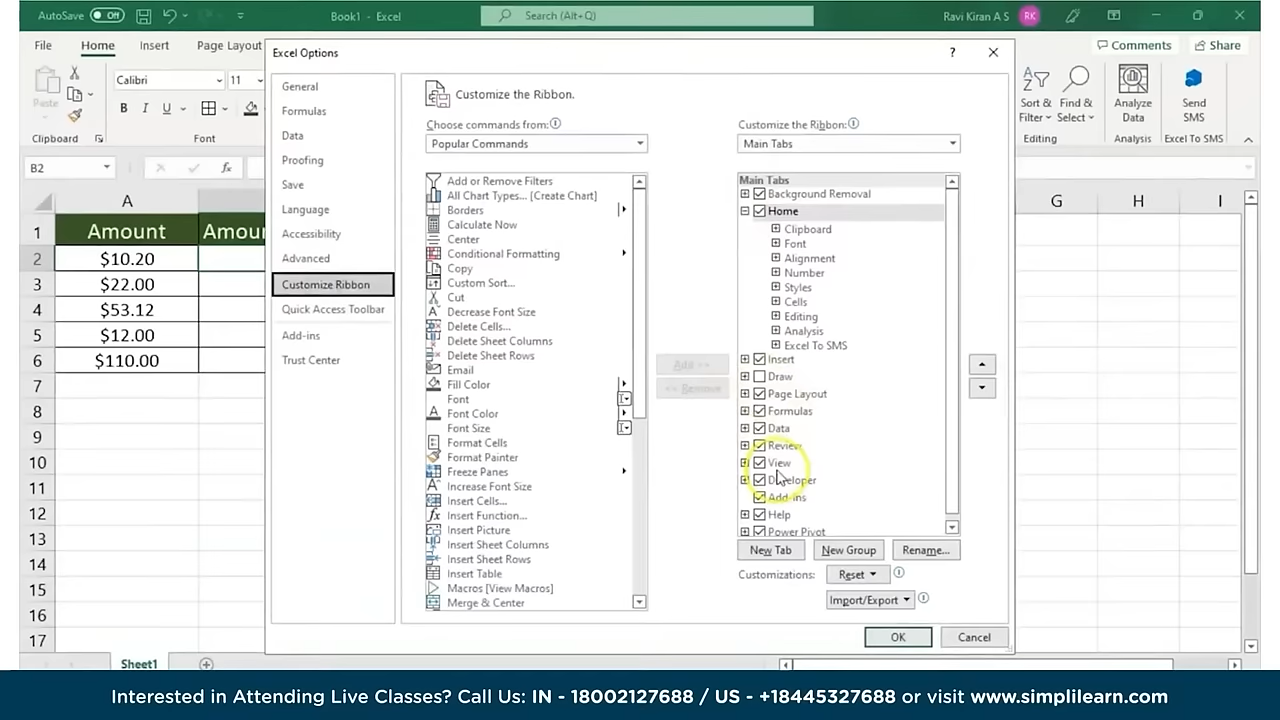 AutoSave Off
Book1 - Excel
Search (Alt+Q)
Ravi Kiran A S RK
File Home Insert Page Layout
Comments Share
Paste
Clipboard
Calibri 11
B I U
Font
Sort & Filter
Find & Select
Editing
Analyze Data
Analysis
Send SMS
Excel To SMS
B2
fx
A G H I
1 Amount Amou
2 $10.20
3 $22.00
4 $53.12
5 $12.00
6 $110.00
7
8
9
10
11
12
13
14
15
16
17
Sheet1
Excel Options
?
General
Formulas
Data
Proofing
Save
Language
Accessibility
Advanced
Customize Ribbon
Quick Access Toolbar
Add-ins
Trust Center
Customize the Ribbon.
Choose commands from:
Popular Commands
Add or Remove Filters
All Chart Types... [Create Chart]
Borders
Calculate Now
Center
Conditional Formatting
Copy
Custom Sort...
Cut
Decrease Font Size
Delete Cells...
Delete Sheet Columns
Delete Sheet Rows
Email
Fill Color
Font
Font Color
Font Size
Format Cells
Format Painter
Freeze Panes
Increase Font Size
Insert Cells...
Insert Function...
Insert Picture
Insert Sheet Columns
Insert Sheet Rows
Insert Table
Macros [View Macros]
Merge & Center
Add >>
<< Remove
Customize the Ribbon:
Main Tabs
Main Tabs
Background Removal
Home
Clipboard
Font
Alignment
Number
Styles
Cells
Editing
Analysis
Excel To SMS
Insert
Draw
Page Layout
Formulas
Data
Review
View
Developer
Add-ins
Help
Power Pivot
New Tab New Group Rename...
Customizations: Reset
Import/Export
OK Cancel
Interested in Attending Live Classes? Call Us: IN - 18002127688 / US - +18445327688 or visit www.simplilearn.com